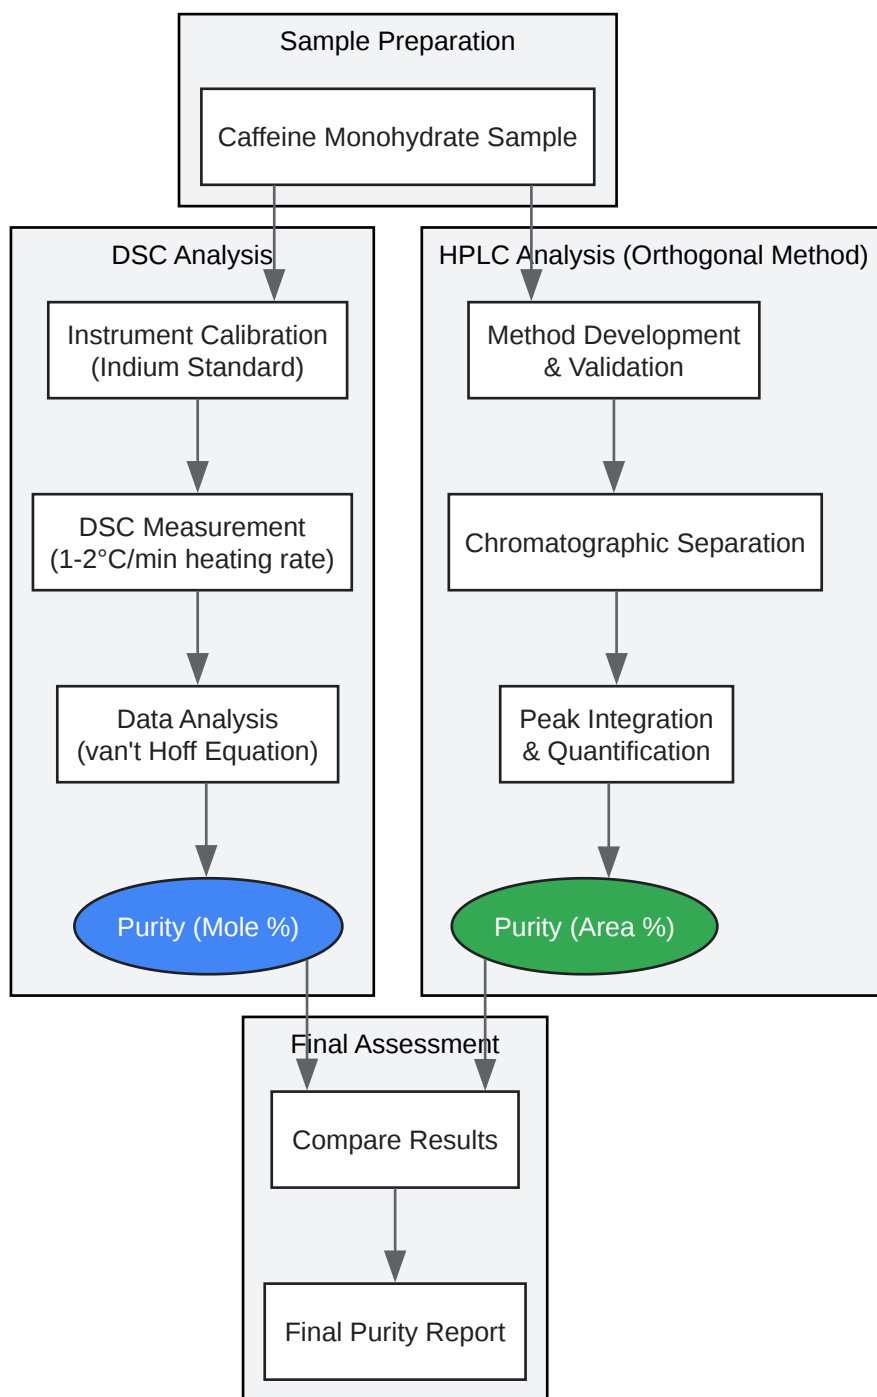 Sample Preparation
Caffeine Monohydrate Sample
DSC Analysis
Instrument Calibration
(Indium Standard)
DSC Measurement
(1-2°C/min heating rate)
Data Analysis
(van't Hoff Equation)
Purity (Mole %)
HPLC Analysis (Orthogonal Method)
Method Development
& Validation
Chromatographic Separation
Peak Integration
& Quantification
Purity (Area %)
Final Assessment
Compare Results
Final Purity Report